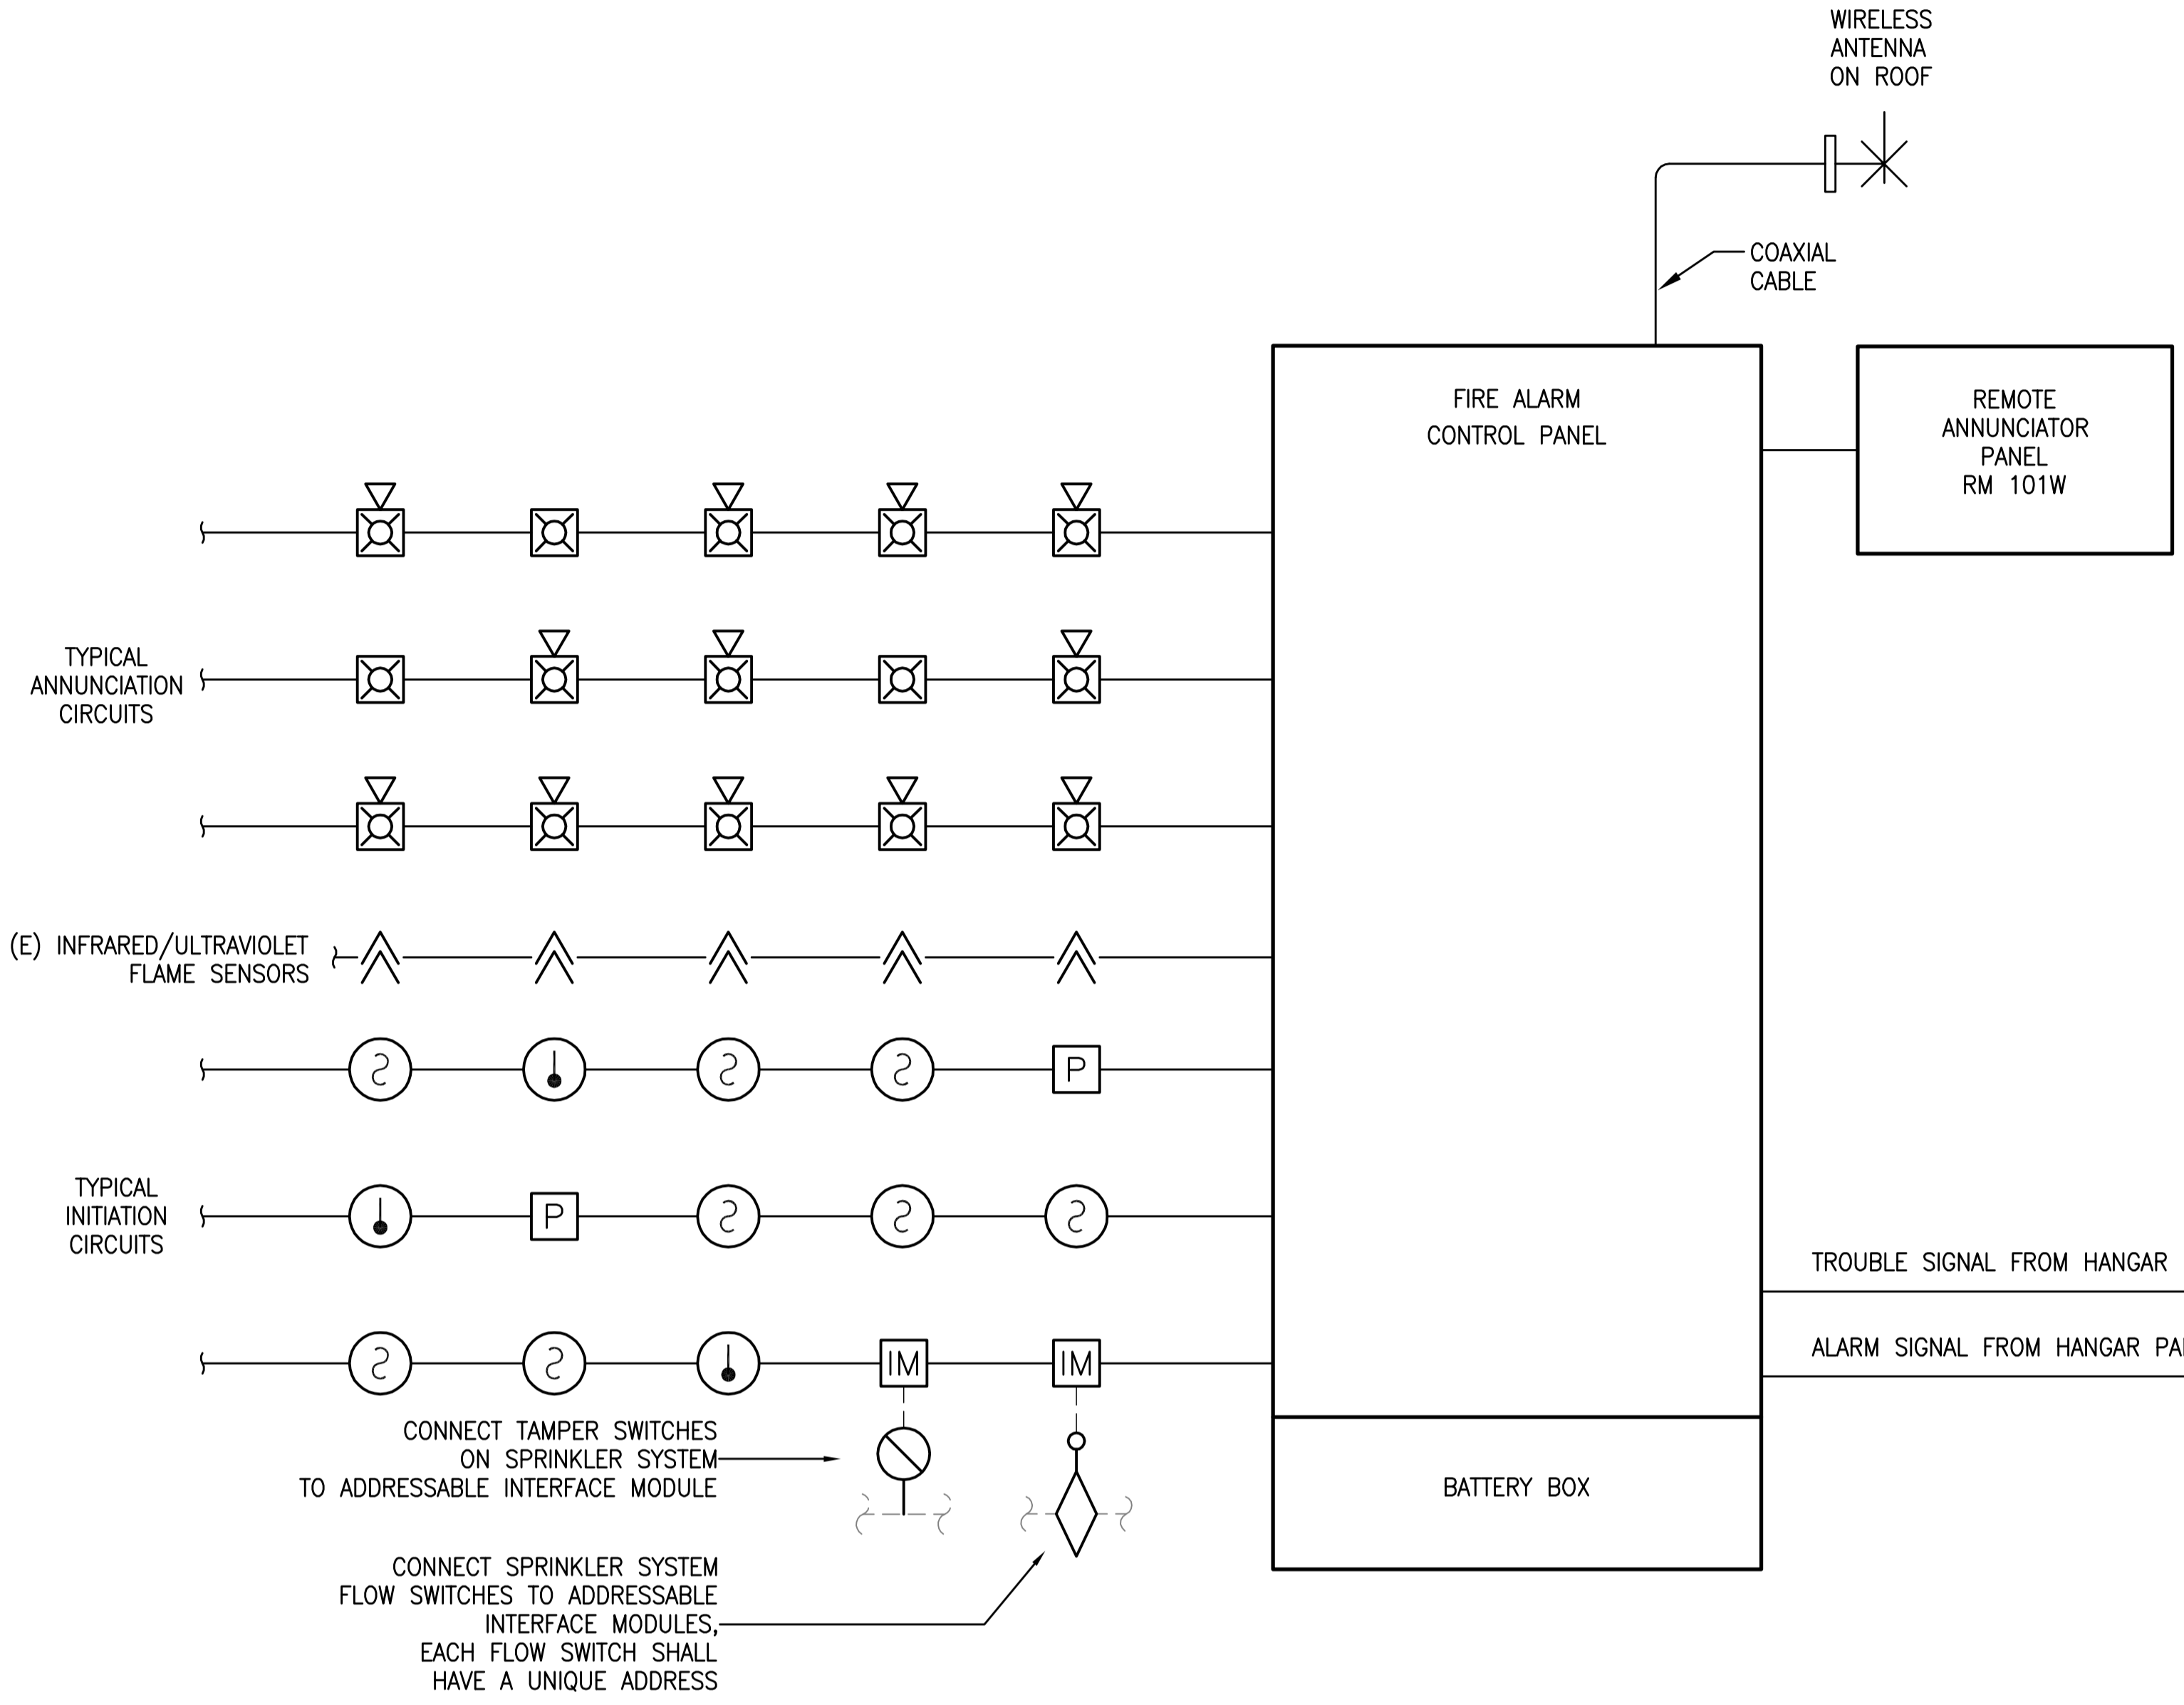 WIRELESS
ANTENNA
ON ROOF
COAXIAL
CABLE
FIRE ALARM
CONTROL PANEL
REMOTE
ANNUNCIATOR
PANEL
RM 101W
TYPICAL
ANNUNCIATION
CIRCUITS
(E) INFRARED/ULTRAVIOLET
FLAME SENSORS
P
TYPICAL
INITIATION
CIRCUITS
P
TROUBLE SIGNAL FROM HANGAR
ALARM SIGNAL FROM HANGAR
IM
IM
CONNECT TAMPER SWITCHES
ON SPRINKLER SYSTEM
TO ADDRESSABLE INTERFACE MODULE
BATTERY BOX
CONNECT SPRINKLER SYSTEM
FLOW SWITCHES TO ADDRESSABLE
INTERFACE MODULES,
EACH FLOW SWITCH SHALL
HAVE A UNIQUE ADDRESS